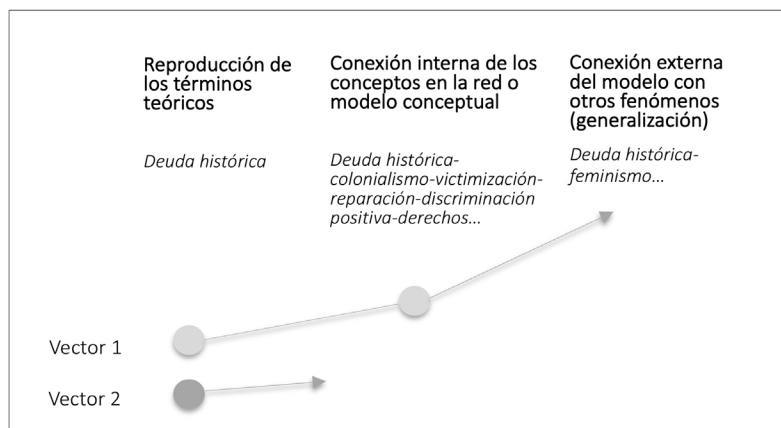 Reproducción de
los términos
teóricos
Conexión interna de los
conceptos en la red o
modelo conceptual
Conexión externa
del modelo con
otros fenómenos
(generalización)
Deuda histórica
Deuda histórica-
colonialismo-victimización-
reparación-discriminación
positiva-derechos...
Deuda histórica-
feminismo...
Vector 1
Vector 2